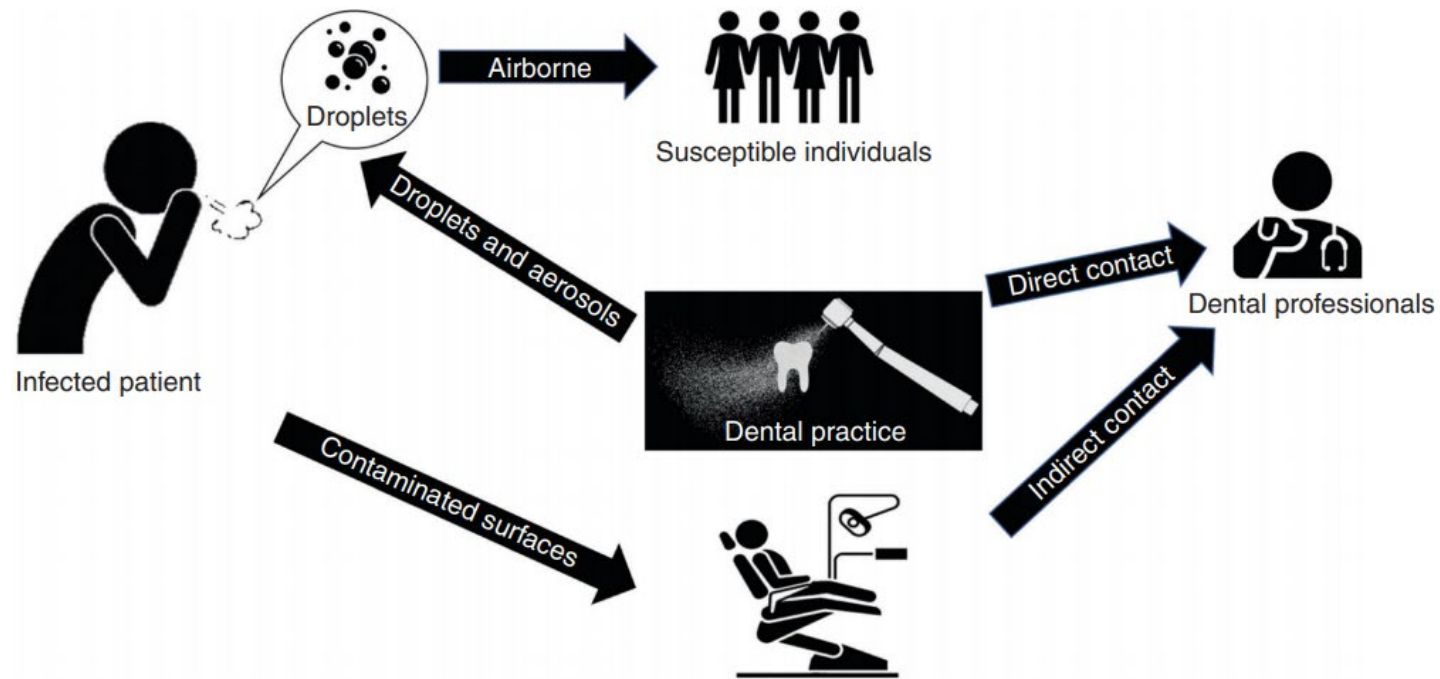 Droplets
Airborne
Susceptible individuals
Droplets and aerosols
Infected patient
Direct contact
Dental professionals
Dental practice
Contaminated surfaces
Indirect contact